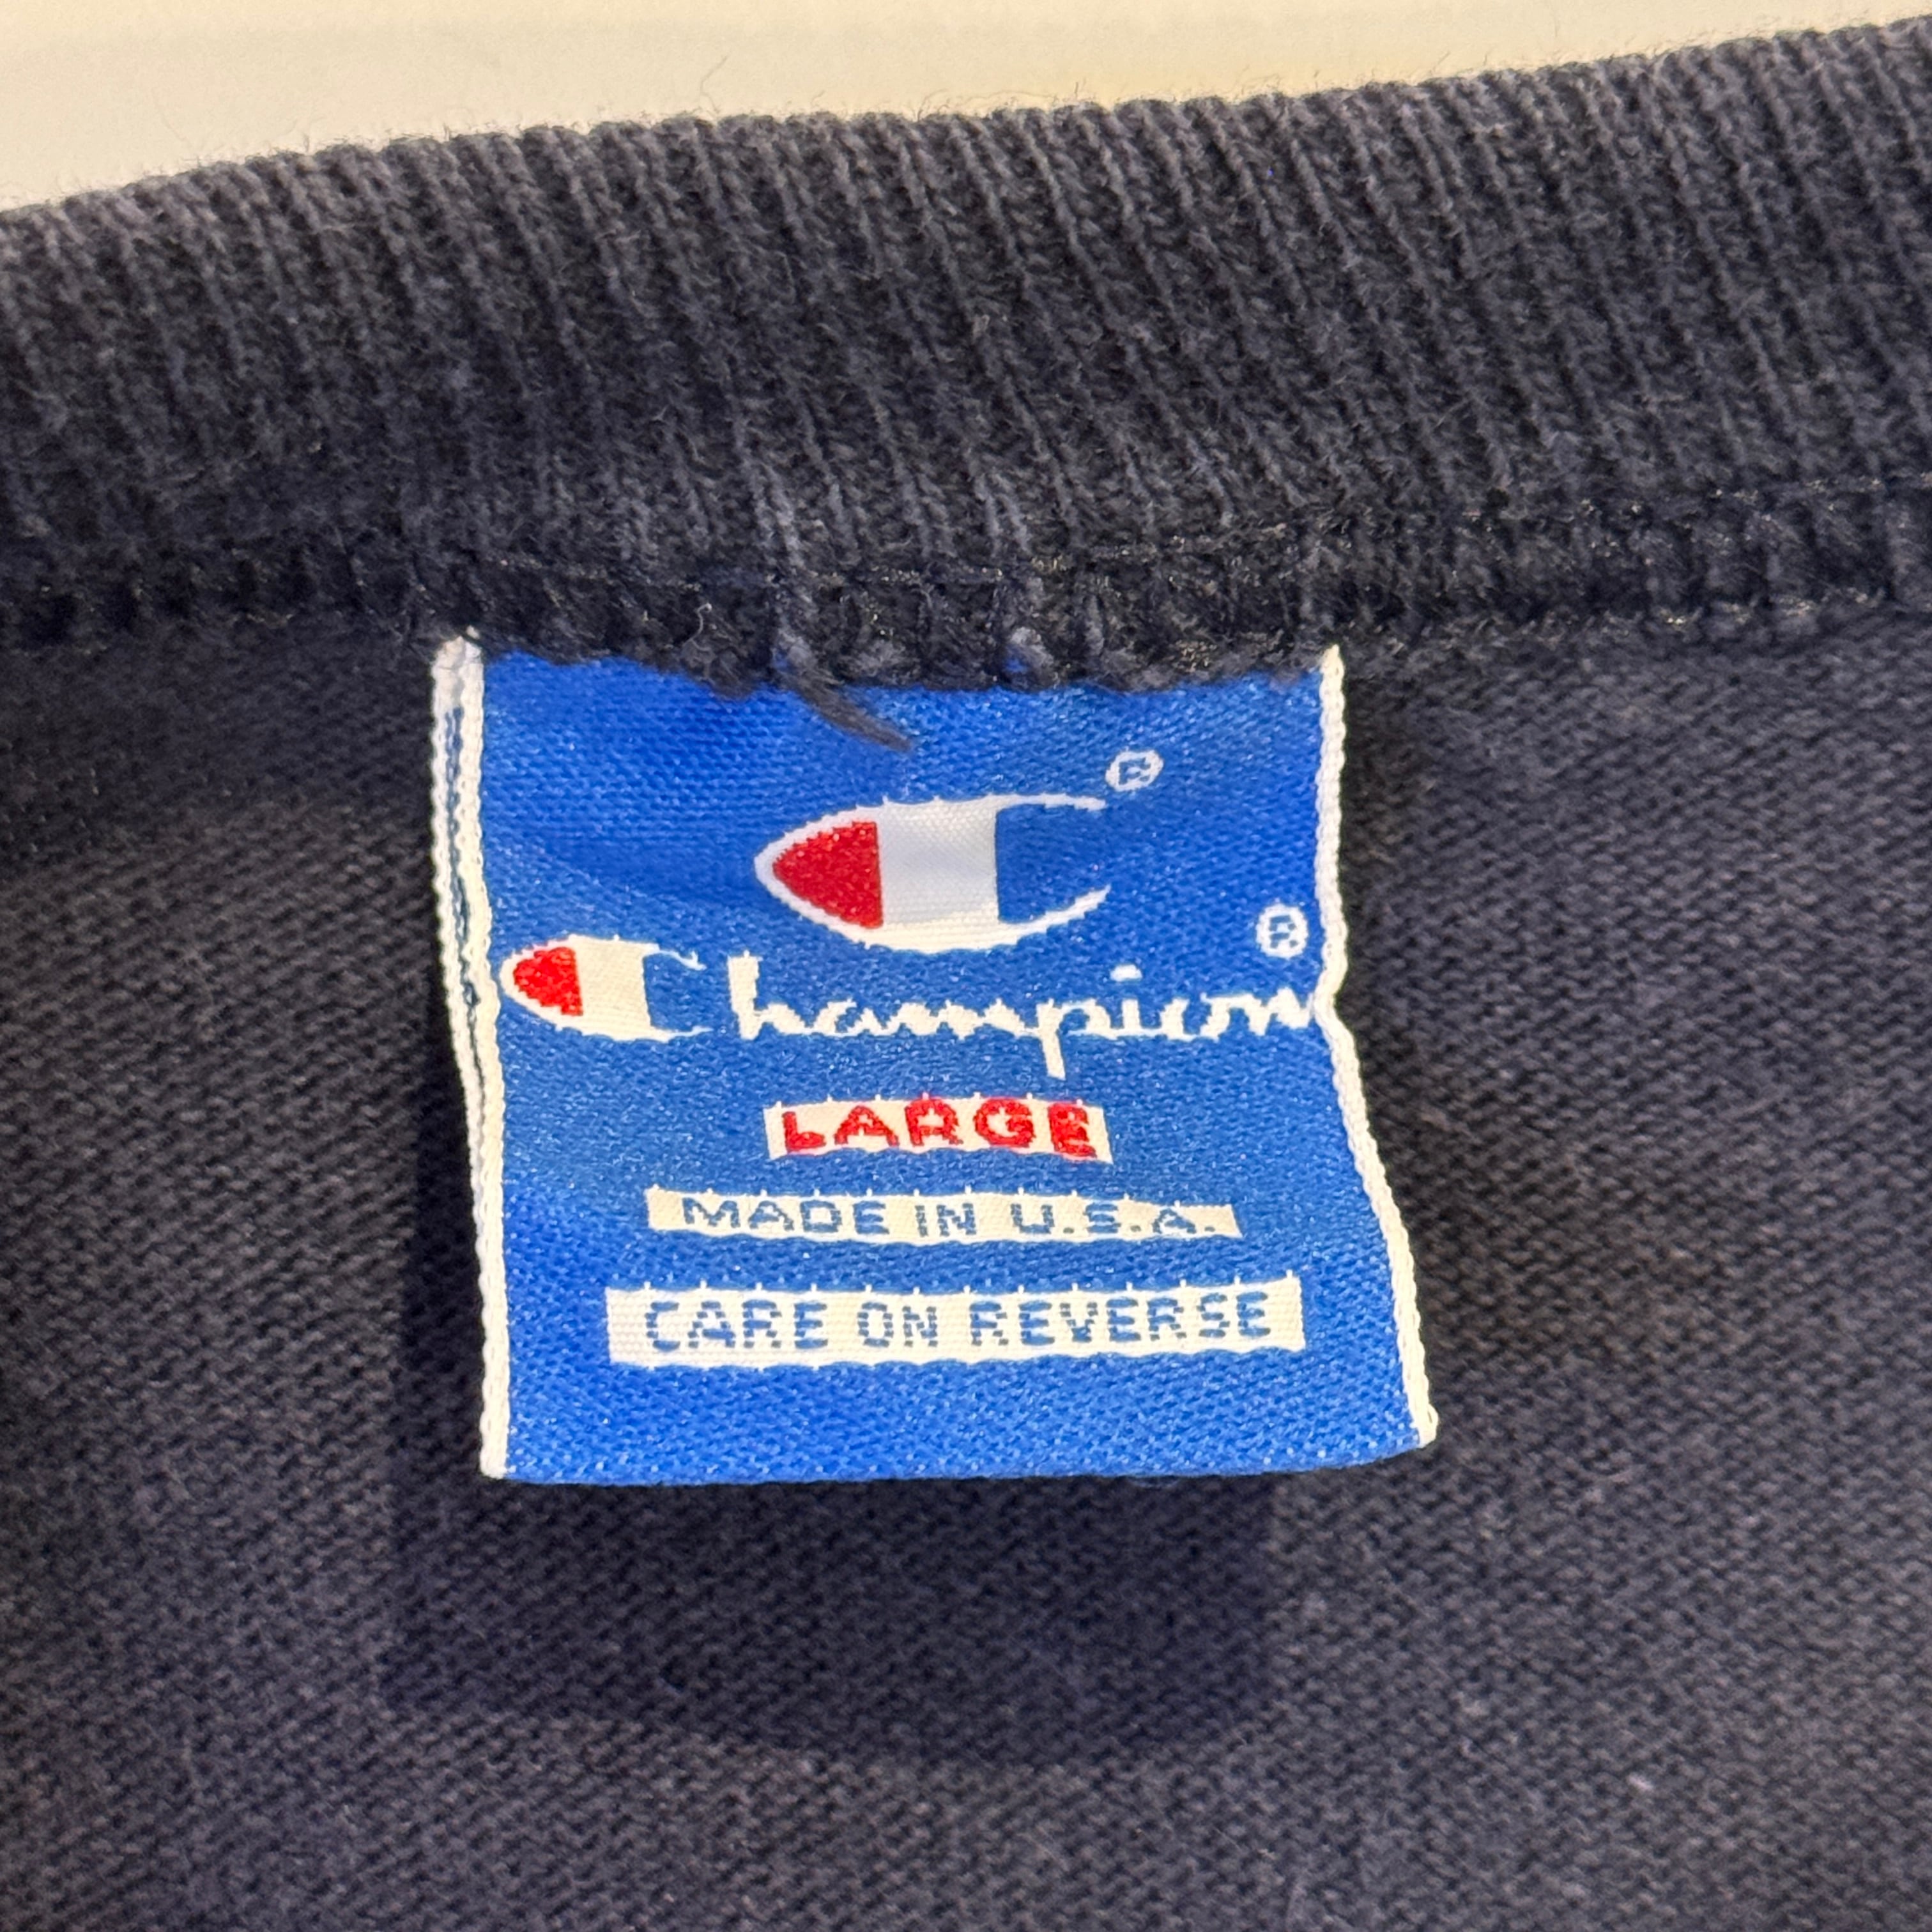 ®
Champion®
LARGE
MADE IN U.S.A.
CARE ON REVERSE